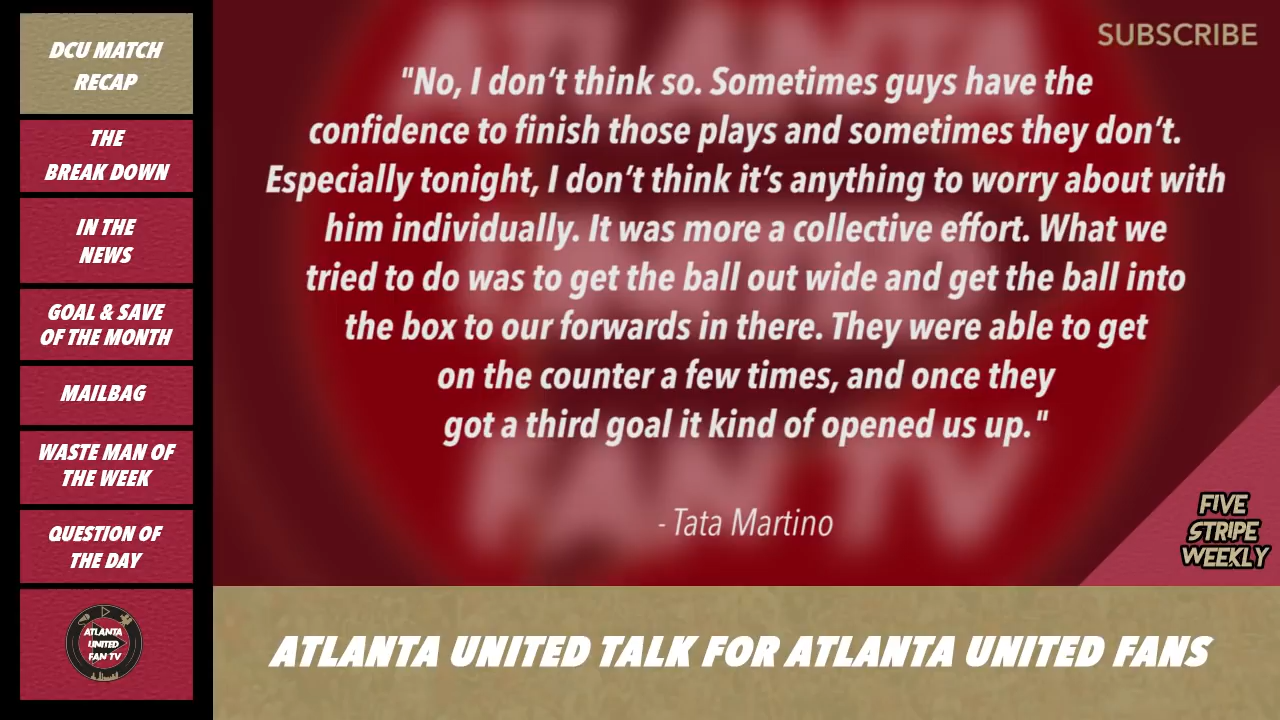 DCU MATCH
RECAP
THE
BREAK DOWN
IN THE
NEWS
GOAL & SAVE
OF THE MONTH
MAILBAG
WASTE MAN OF
THE WEEK
QUESTION OF
THE DAY
ATLANTA
UNITED
FAN TV
SUBSCRIBE
"No, I don’t think so. Sometimes guys have the
confidence to finish those plays and sometimes they don’t.
Especially tonight, I don’t think it’s anything to worry about with
him individually. It was more a collective effort. What we
tried to do was to get the ball out wide and get the ball into
the box to our forwards in there. They were able to get
on the counter a few times, and once they
got a third goal it kind of opened us up."
- Tata Martino
FIVE
STRIPE
WEEKLY
ATLANTA UNITED TALK FOR ATLANTA UNITED FANS